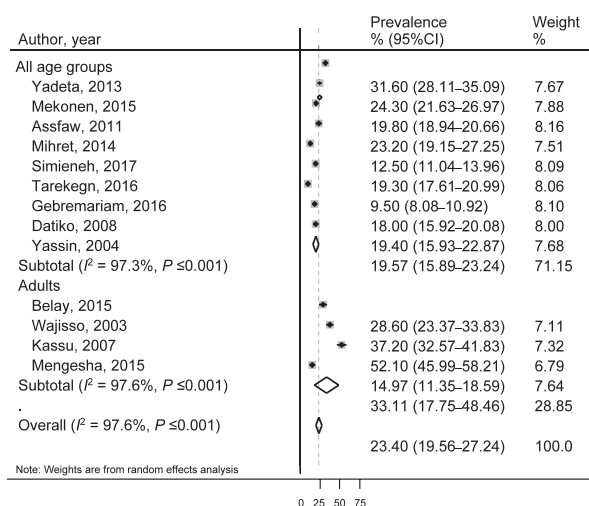 Prevalence Weight
Author, year % (95%CI) %
All age groups
Yadeta, 2013 31.60 (28.11–35.09) 7.67
Mekonen, 2015 24.30 (21.63–26.97) 7.88
Assfaw, 2011 19.80 (18.94–20.66) 8.16
Mihret, 2014 23.20 (19.15–27.25) 7.51
Simieneh, 2017 12.50 (11.04–13.96) 8.09
Tarekegn, 2016 19.30 (17.61–20.99) 8.06
Gebremariam, 2016 9.50 (8.08–10.92) 8.10
Datiko, 2008 18.00 (15.92–20.08) 8.00
Yassin, 2004 19.40 (15.93–22.87) 7.68
Subtotal (I² = 97.3%, P ≤0.001) 19.57 (15.89–23.24) 71.15
Adults
Belay, 2015
Wajisso, 2003 28.60 (23.37–33.83) 7.11
Kassu, 2007 37.20 (32.57–41.83) 7.32
Mengesha, 2015 52.10 (45.99–58.21) 6.79
Subtotal (I² = 97.6%, P ≤0.001) 14.97 (11.35–18.59) 7.64
. 33.11 (17.75–48.46) 28.85
Overall (I² = 97.6%, P ≤0.001)
23.40 (19.56–27.24) 100.0
Note: Weights are from random effects analysis
0 25 50 75